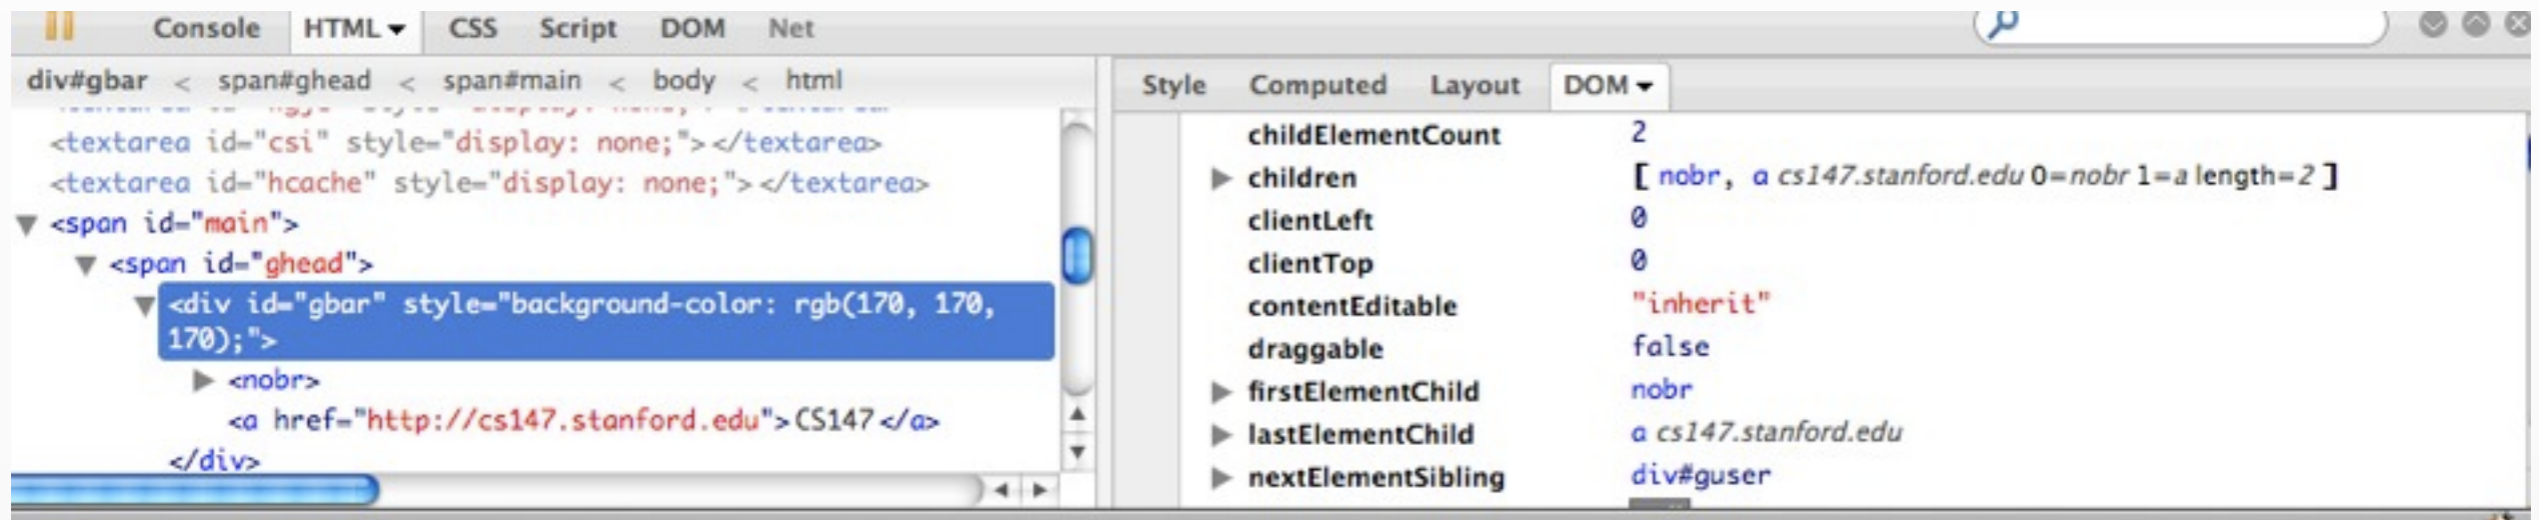 Console HTML CSS Script DOM Net
div#gbar < span#ghead < span#main < body < html
<textarea id="csi" style="display: none;"></textarea>
<textarea id="hcache" style="display: none;"></textarea>
<span id="main">
<span id="ghead">
<div id="gbar" style="background-color: rgb(170, 170,
170);">
<nobr>
<a href="http://cs147.stanford.edu">CS147</a>
</div>
Style Computed Layout DOM
childElementCount 2
children [ nobr, a cs147.stanford.edu 0=nobr 1=a length=2 ]
clientLeft 0
clientTop 0
contentEditable "inherit"
draggable false
firstElementChild nobr
lastElementChild a cs147.stanford.edu
nextElementSibling div#guser